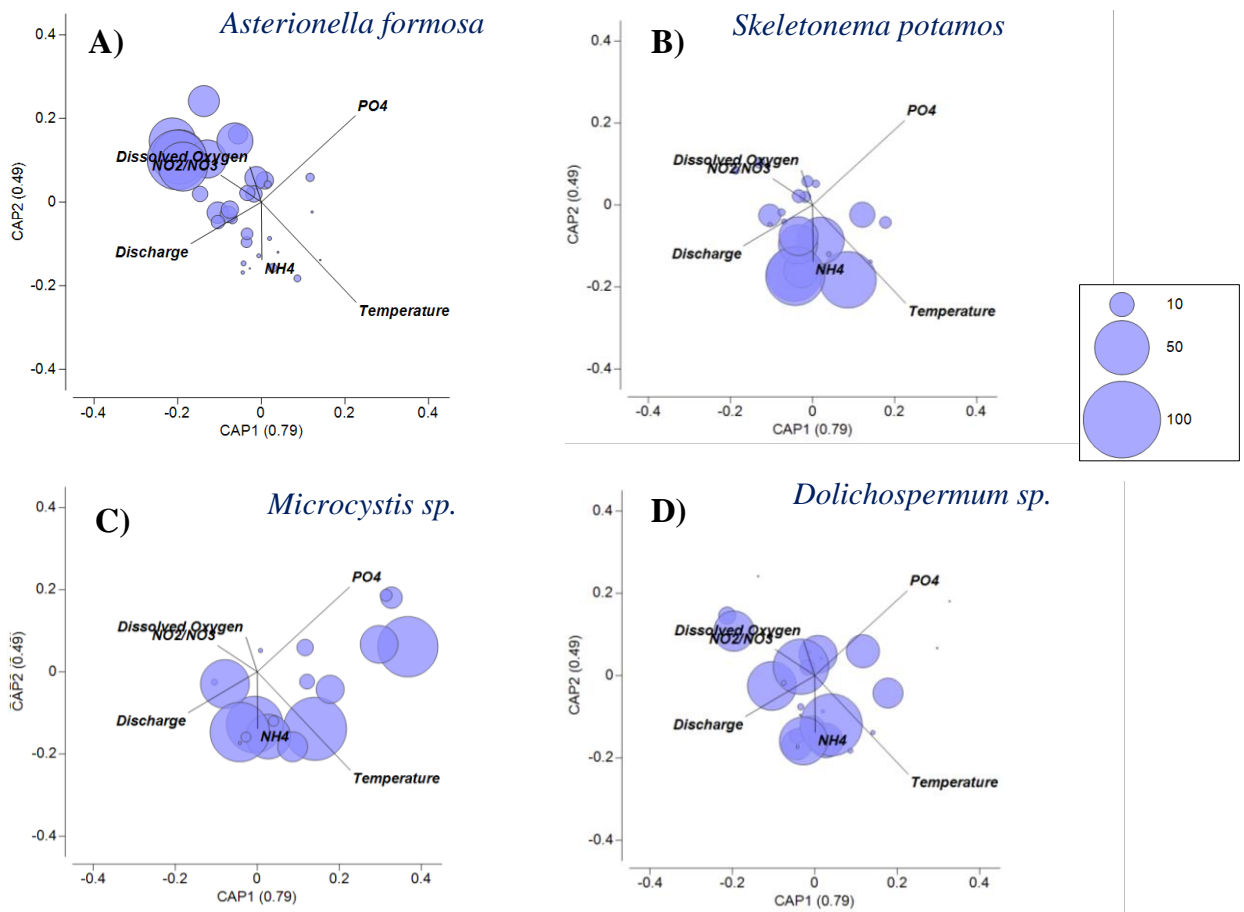 A)
Asterionella formosa
0.4
0.2
0
-0.2
-0.4
CAP2 (0.49)
PO4
Dissolved Oxygen
NO2/NO3
Discharge
NH4
Temperature
-0.4 -0.2 0 0.2 0.4
CAP1 (0.79)
B)
Skeletonema potamos
0.4
0.2
0
-0.2
-0.4
CAP2 (0.49)
PO4
Dissolved Oxygen
NO2/NO3
Discharge
NH4
Temperature
-0.4 -0.2 0 0.2 0.4
CAP1 (0.79)
10
50
100
C)
Microcystis sp.
0.4
0.2
0
-0.2
-0.4
CAP2 (0.49)
PO4
Dissolved Oxygen
NO2/NO3
Discharge
NH4
Temperature
-0.4 -0.2 0 0.2 0.4
CAP1 (0.79)
D)
Dolichospermum sp.
0.4
0.2
0
-0.2
-0.4
CAP2 (0.49)
PO4
Dissolved Oxygen
NO2/NO3
Discharge
NH4
Temperature
-0.4 -0.2 0 0.2 0.4
CAP1 (0.79)